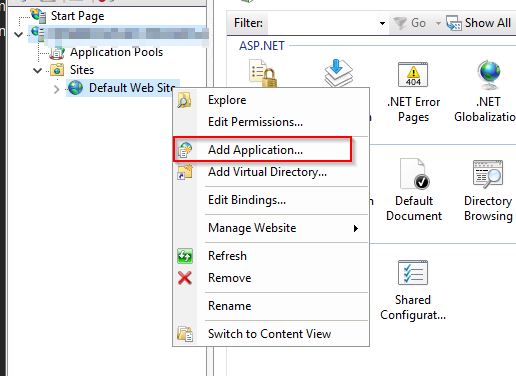 Start Page
Filter:
Go
Show All
Application Pools
ASP.NET
Sites
Default Web Site
404
.NET Error
Pages
.NET
Globalization
Explore
Edit Permissions...
Add Application...
Add Virtual Directory...
Edit Bindings...
Default
Document
Directory
Browsing
Manage Website
Refresh
Remove
Rename
Shared
Configurat...
Switch to Content View